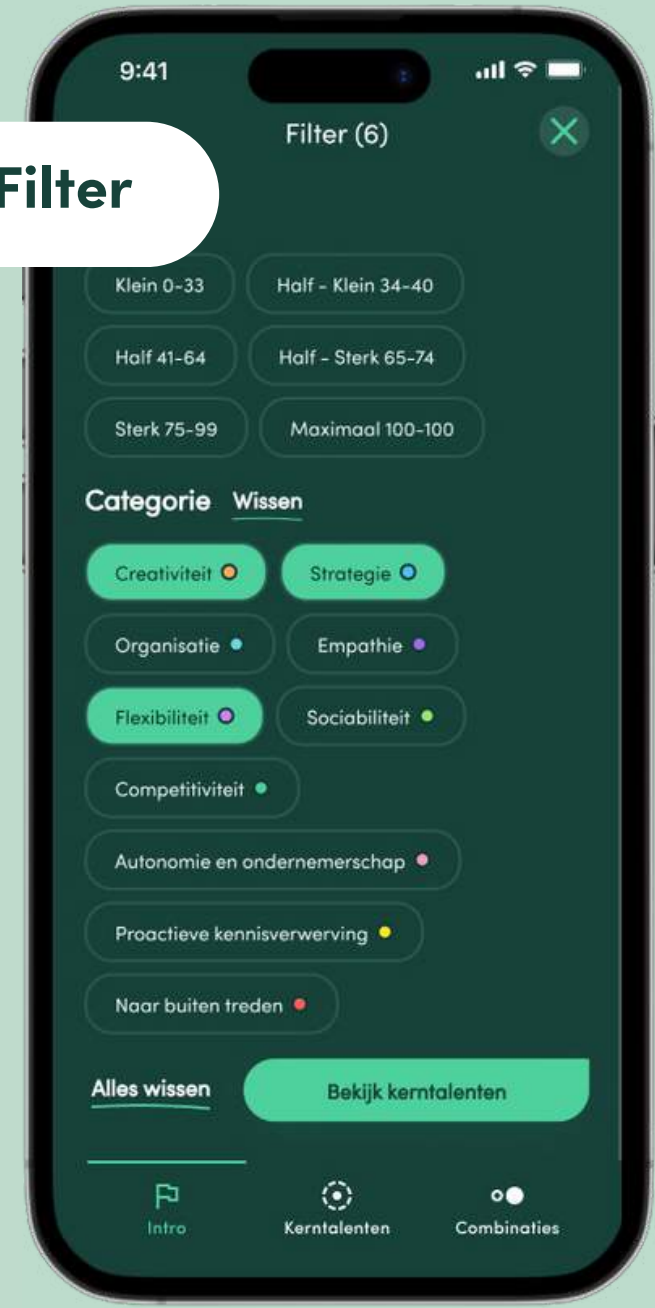 9:41
Filter (6)
Filter
Klein 0-33
Half - Klein 34-40
Half 41-64
Half - Sterk 65-74
Sterk 75-99
Maximaal 100-100
Categorie Wissen
Creativiteit
Strategie
Organisatie
Empathie
Flexibiliteit
Sociabiliteit
Competitiviteit
Autonomie en ondernemerschap
Proactieve kennisverwerving
Naar buiten treden
Alles wissen
Bekijk kerntalenten
Intro
Kerntalenten
Combinaties